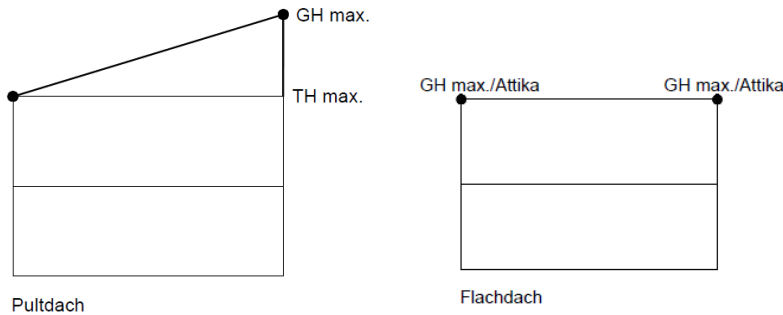 GH max.
TH max.
Pultdach
GH max./Attika
GH max./Attika
Flachdach